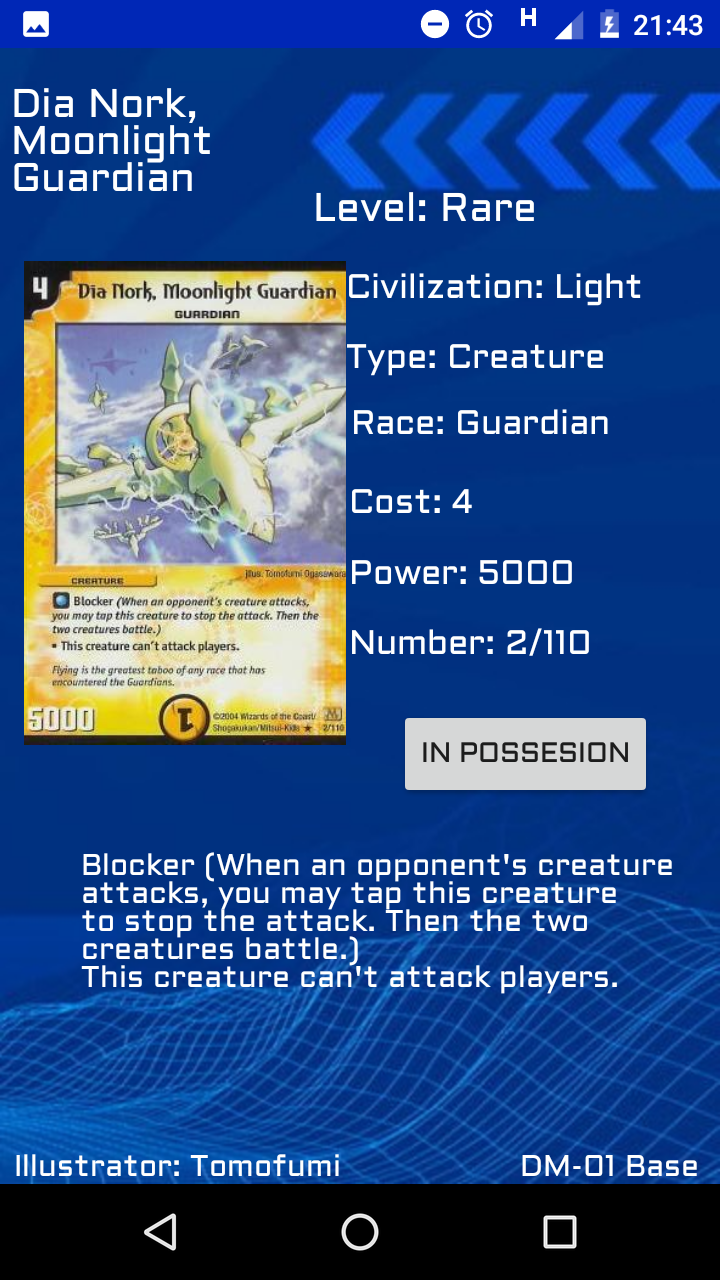 H 21:43
Dia Nork,
Moonlight
Guardian
Level: Rare
4 Dia Nork, Moonlight Guardian
GUARDIAN
Civilization: Light
Type: Creature
Race: Guardian
Cost: 4
Power: 5000
Number: 2/110
illus. Tomofumi Ogasawara
CREATURE
Blocker (When an opponent's creature attacks,
you may tap this creature to stop the attack. Then the
two creatures battle.)
• This creature can't attack players.
Flying is the greatest taboo of any race that has
encountered the Guardians.
5000
©2004 Wizards of the Coast/
Shogakukan/Mitsui-Kids ★ 2/110
IN POSSESION
Blocker (When an opponent's creature
attacks, you may tap this creature
to stop the attack. Then the two
creatures battle.)
This creature can't attack players.
Illustrator: Tomofumi
DM-01 Base